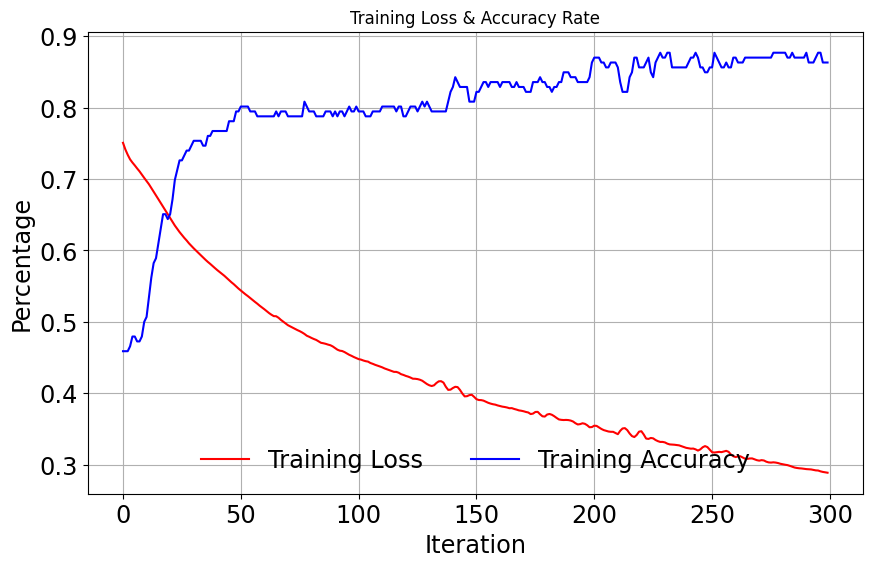 Training Loss & Accuracy Rate
Percentage
0.9
0.8
0.7
0.6
0.5
0.4
0.3
Training Loss Training Accuracy
0 50 100 150 200 250 300
Iteration